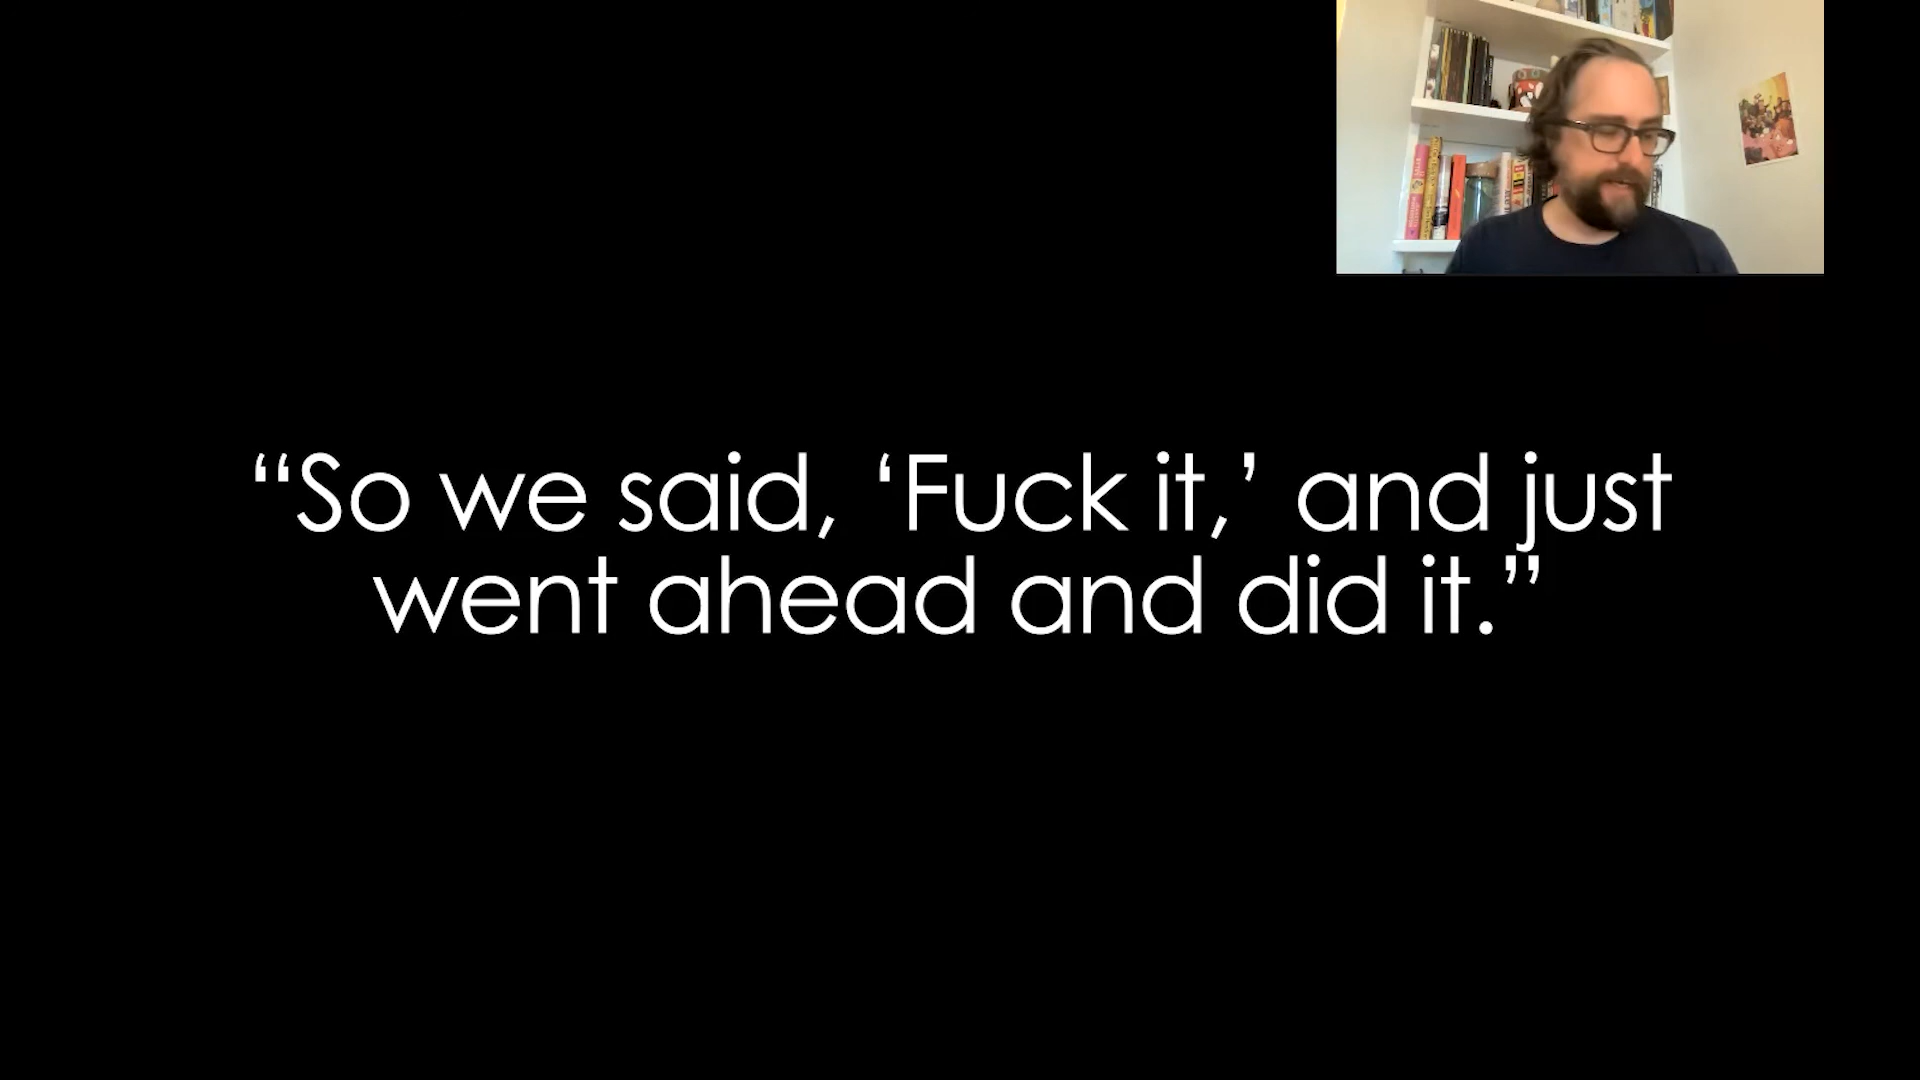 “So we said, ‘Fuck it,’ and just
went ahead and did it.”